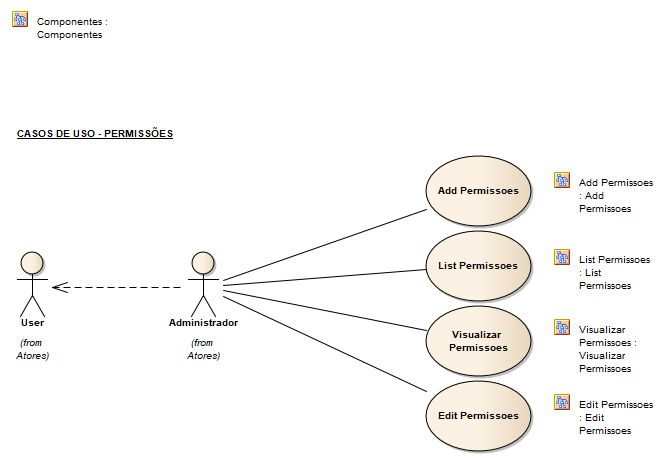 Componentes :
Componentes
CASOS DE USO - PERMISSÕES
Add Permissoes
Add Permissoes
: Add
Permissoes
List Permissoes
List Permissoes
: List
Permissoes
User
(from
Atores)
Administrador
(from
Atores)
Visualizar
Permissoes
Visualizar
Permissoes :
Visualizar
Permissoes
Edit Permissoes
Edit Permissoes
: Edit
Permissoes